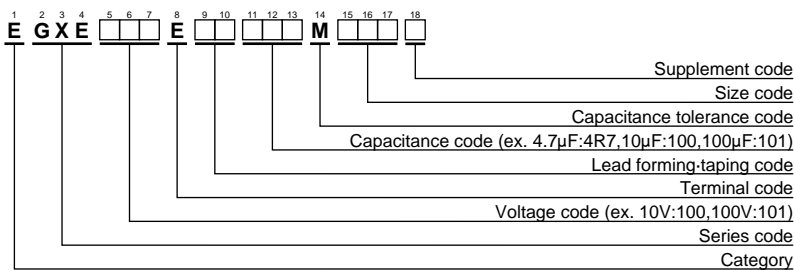 1 2 3 4 5 6 7 8 9 10 11 12 13 14 15 16 17 18
E G X E E M
Supplement code
Size code
Capacitance tolerance code
Capacitance code (ex. 4.7µF:4R7,10µF:100,100µF:101)
Lead forming·taping code
Terminal code
Voltage code (ex. 10V:100,100V:101)
Series code
Category